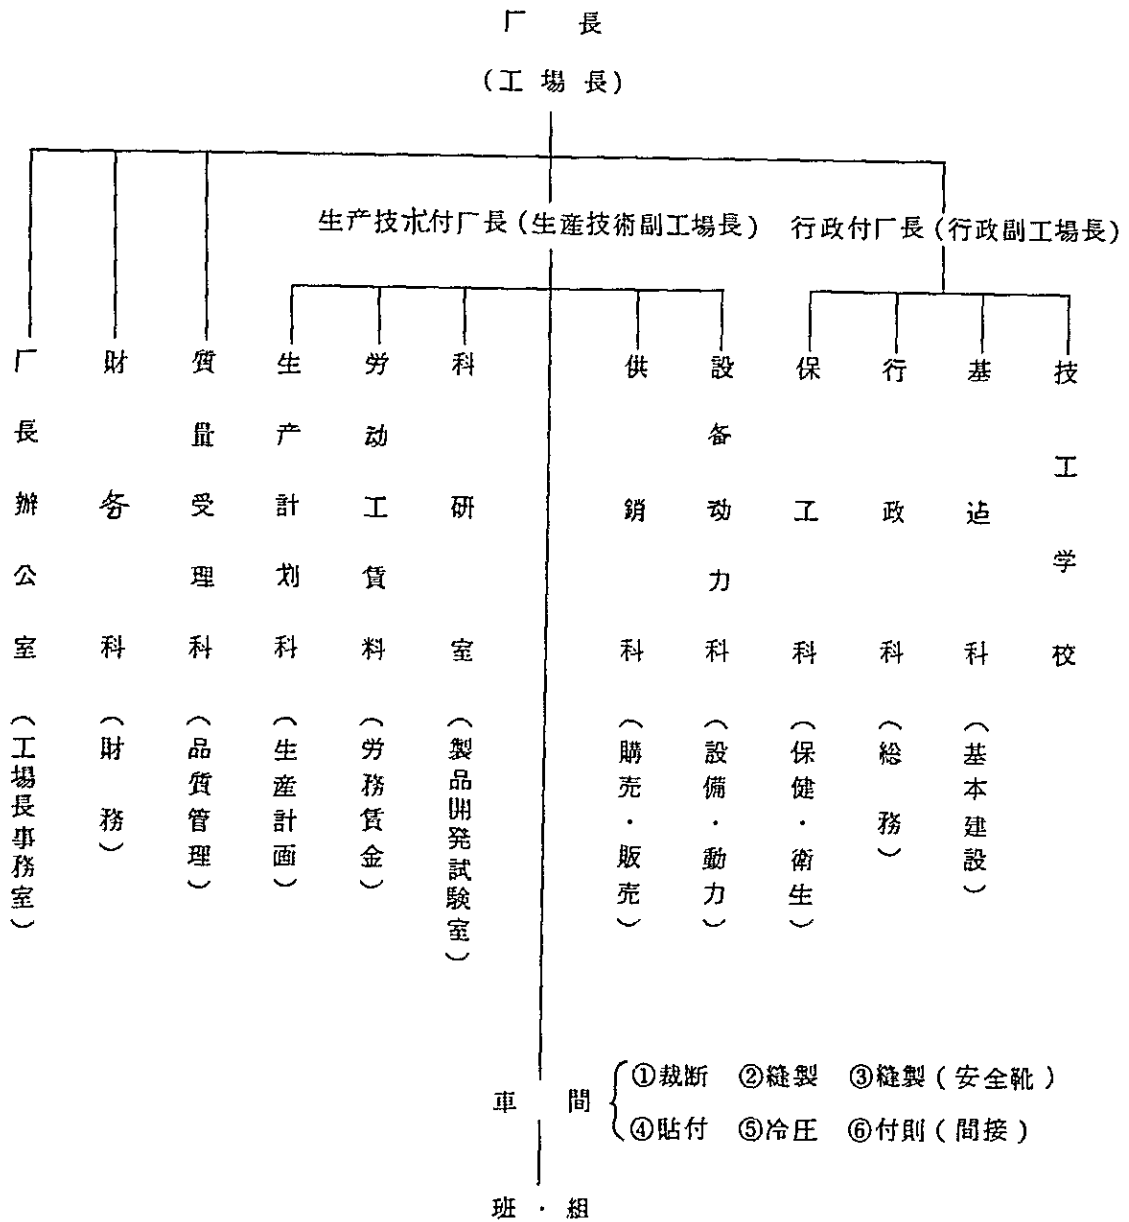 厂長
(工場長)
生产技朮付厂長(生産技術副工場長)
行政付厂長(行政副工場長)
厂長辦公室(工場長事務室)
財务科(財務)
質量受理科(品質管理)
生产計划科(生産計画)
労动工賃料(労務賃金)
科研室(製品開発試験室)
供銷科(購売・販売)
設备动力科(設備・動力)
保工科(保健・衛生)
行政科(総務)
基迠科(基本建設)
技工学校
車間
①裁断 ②縫製 ③縫製(安全靴)
④貼付 ⑤冷圧 ⑥付則(間接)
班・組